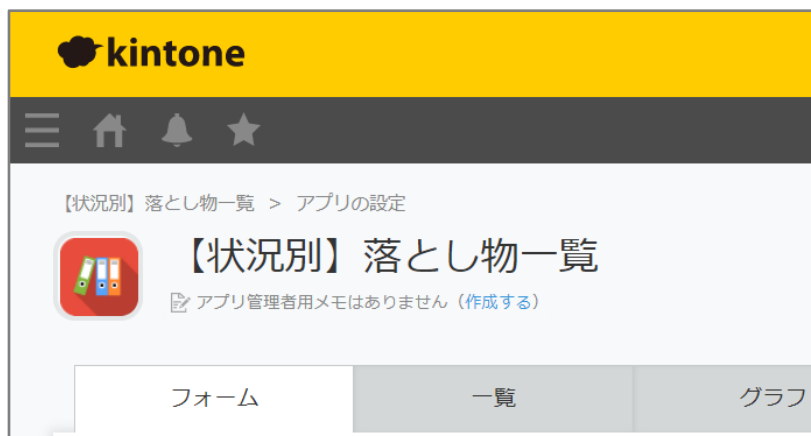 kintone
【状況別】落とし物一覧 > アプリの設定
【状況別】落とし物一覧
アプリ管理者用メモはありません（作成する）
フォーム 一覧 グラフ